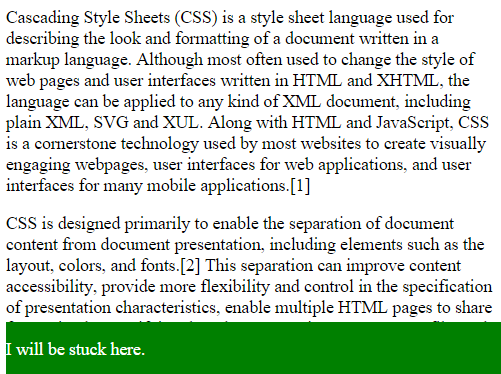 Cascading Style Sheets (CSS) is a style sheet language used for
describing the look and formatting of a document written in a
markup language. Although most often used to change the style of
web pages and user interfaces written in HTML and XHTML, the
language can be applied to any kind of XML document, including
plain XML, SVG and XUL. Along with HTML and JavaScript, CSS
is a cornerstone technology used by most websites to create visually
engaging webpages, user interfaces for web applications, and user
interfaces for many mobile applications.[1]
CSS is designed primarily to enable the separation of document
content from document presentation, including elements such as the
layout, colors, and fonts.[2] This separation can improve content
accessibility, provide more flexibility and control in the specification
of presentation characteristics, enable multiple HTML pages to share
I will be stuck here.